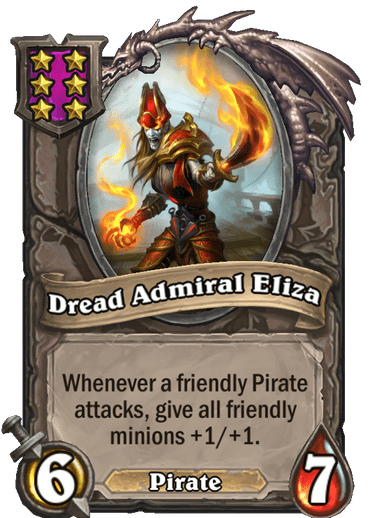 Dread Admiral Eliza
Whenever a friendly Pirate
attacks, give all friendly
minions +1/+1.
6
Pirate
7